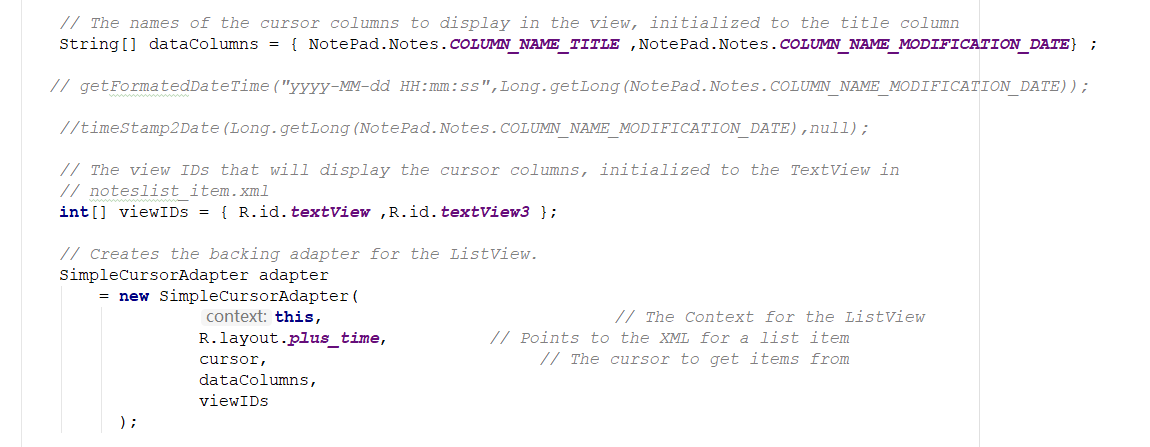 // The names of the cursor columns to display in the view, initialized to the title column
String[] dataColumns = { NotePad.Notes.COLUMN_NAME_TITLE ,NotePad.Notes.COLUMN_NAME_MODIFICATION_DATE} ;
// getFormatedDateTime("yyyy-MM-dd HH:mm:ss",Long.getLong(NotePad.Notes.COLUMN_NAME_MODIFICATION_DATE));
//timeStamp2Date(Long.getLong(NotePad.Notes.COLUMN_NAME_MODIFICATION_DATE),null);
// The view IDs that will display the cursor columns, initialized to the TextView in
// noteslist_item.xml
int[] viewIDs = { R.id.textView ,R.id.textView3 };
// Creates the backing adapter for the ListView.
SimpleCursorAdapter adapter
= new SimpleCursorAdapter(
context: this, // The Context for the ListView
R.layout.plus_time, // Points to the XML for a list item
cursor, // The cursor to get items from
dataColumns,
viewIDs
);